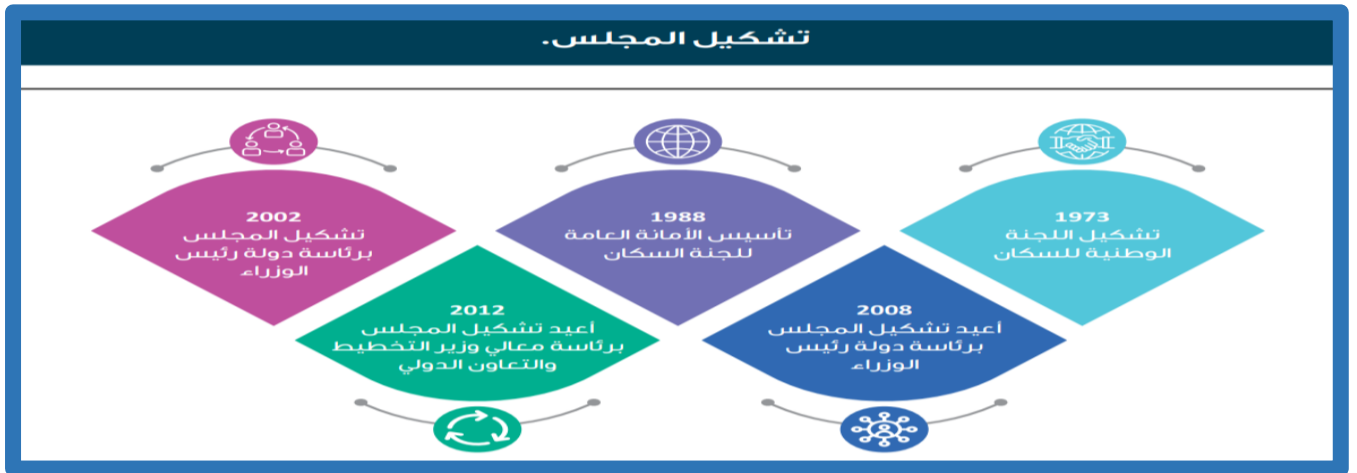 تشكيل المجلس.
1973
تشكيل اللجنة
الوطنية للسكان
1988
تأسيس الأمانة العامة
للجنة السكان
2002
تشكيل المجلس
برئاسة دولة رئيس
الوزراء
2008
أعيد تشكيل المجلس
برئاسة دولة رئيس
الوزراء
2012
أعيد تشكيل المجلس
برئاسة معالي وزير التخطيط
والتعاون الدولي